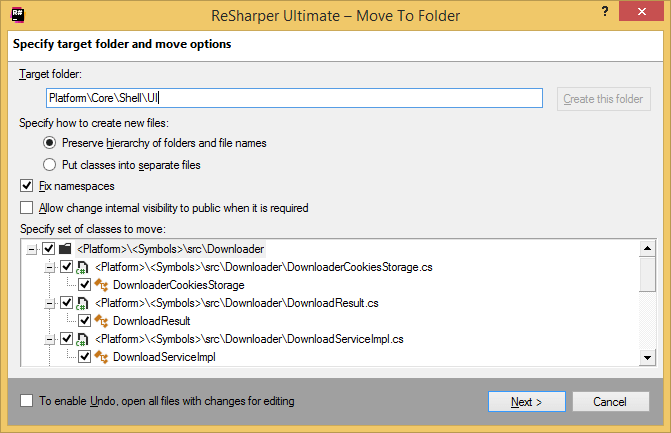 R#
ReSharper Ultimate – Move To Folder
?
Specify target folder and move options
Target folder:
Platform\Core\Shell\UI
Create this folder
Specify how to create new files:
Preserve hierarchy of folders and file names
Put classes into separate files
Fix namespaces
Allow change internal visibility to public when it is required
Specify set of classes to move:
<Platform>\<Symbols>\src\Downloader
C# <Platform>\<Symbols>\src\Downloader\DownloaderCookiesStorage.cs
DownloaderCookiesStorage
C# <Platform>\<Symbols>\src\Downloader\DownloadResult.cs
DownloadResult
C# <Platform>\<Symbols>\src\Downloader\DownloadServiceImpl.cs
DownloadServiceImpl
To enable Undo, open all files with changes for editing
Next >
Cancel